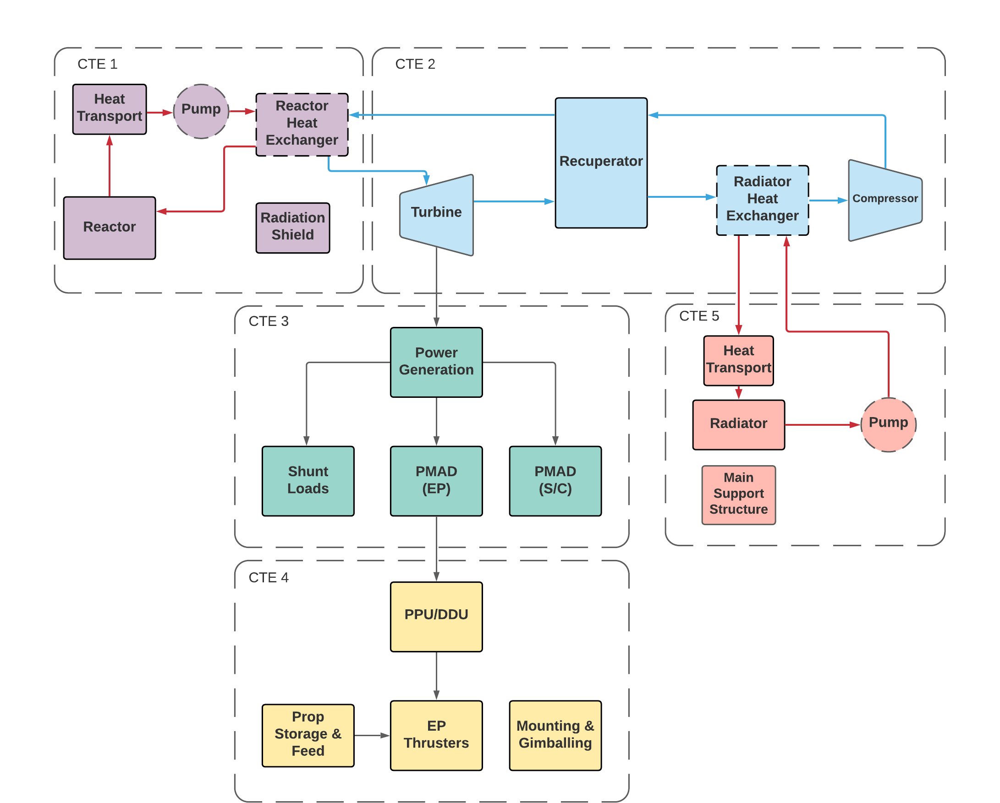 CTE 1
Heat
Transport
Pump
Reactor
Heat
Exchanger
Reactor
Radiation
Shield
CTE 2
Recuperator
Turbine
Radiator
Heat
Exchanger
Compressor
CTE 3
Power
Generation
Shunt
Loads
PMAD
(EP)
PMAD
(S/C)
CTE 5
Heat
Transport
Radiator
Pump
Main
Support
Structure
CTE 4
PPU/DDU
Prop
Storage &
Feed
EP
Thrusters
Mounting &
Gimballing